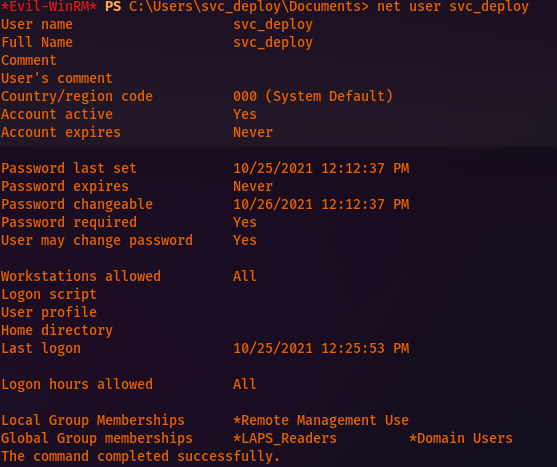 *Evil-WinRM* PS C:\Users\svc_deploy\Documents> net user svc_deploy
User name                    svc_deploy
Full Name                    svc_deploy
Comment
User's comment
Country/region code          000 (System Default)
Account active               Yes
Account expires              Never
Password last set            10/25/2021 12:12:37 PM
Password expires             Never
Password changeable          10/26/2021 12:12:37 PM
Password required            Yes
User may change password     Yes
Workstations allowed         All
Logon script
User profile
Home directory
Last logon                   10/25/2021 12:25:53 PM
Logon hours allowed          All
Local Group Memberships      *Remote Management Use
Global Group memberships     *LAPS_Readers         *Domain Users
The command completed successfully.